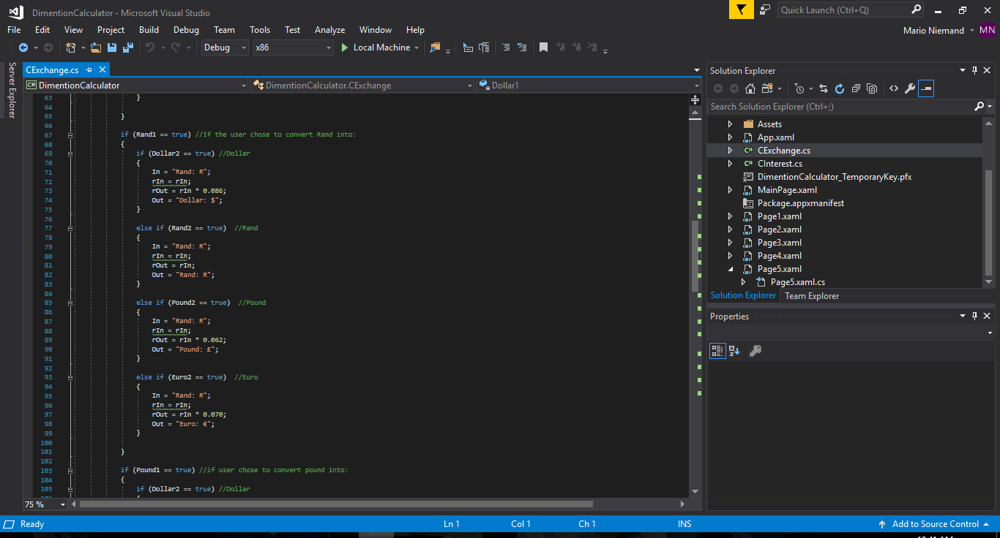 DimentionCalculator - Microsoft Visual Studio
Quick Launch (Ctrl+Q)
File Edit View Project Build Debug Team Tools Test Analyze Window Help
Mario Niemand MN
Debug x86 Local Machine
Server Explorer
CExchange.cs
DimentionCalculator
DimentionCalculator.CExchange
Dollar1
63 }
64
65 }
66
67 if (Rand1 == true) //If the user chose to convert Rand into:
68 {
69 if (Dollar2 == true) //Dollar
70 {
71 In = "Rand: R";
72 rIn = rIn;
73 rOut = rIn * 0.086;
74 Out = "Dollar: $";
75 }
76
77 else if (Rand2 == true) //Rand
78 {
79 In = "Rand: R";
80 rIn = rIn;
81 rOut = rIn;
82 Out = "Rand: R";
83 }
84
85 else if (Pound2 == true) //Pound
86 {
87 In = "Rand: R";
88 rIn = rIn;
89 rOut = rIn * 0.062;
90 Out = "Pound: £";
91 }
92
93 else if (Euro2 == true) //Euro
94 {
95 In = "Rand: R";
96 rIn = rIn;
97 rOut = rIn * 0.070;
98 Out = "Euro: €";
99 }
100
101 }
102
103 if (Pound1 == true) //if user chose to convert pound into:
104 {
105 if (Dollar2 == true) //Dollar
75 %
Solution Explorer
Search Solution Explorer (Ctrl+;)
Assets
App.xaml
C# CExchange.cs
C# CInterest.cs
DimentionCalculator_TemporaryKey.pfx
MainPage.xaml
Package.appxmanifest
Page1.xaml
Page2.xaml
Page3.xaml
Page4.xaml
Page5.xaml
Page5.xaml.cs
Solution Explorer Team Explorer
Properties
Ready Ln 1 Col 1 Ch 1 INS Add to Source Control